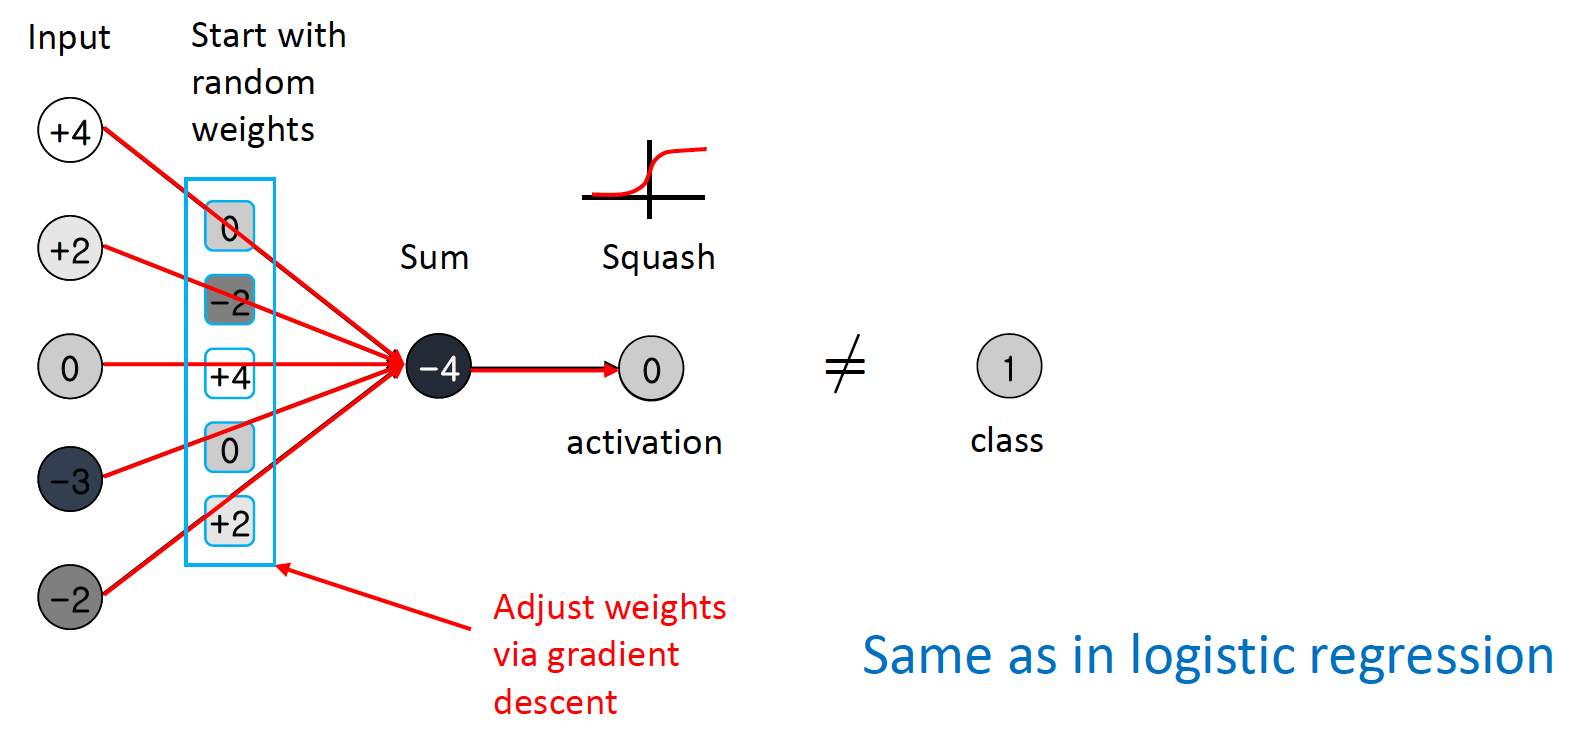 Input
Start with
random
weights
+4
+2
0
−3
−2
0
−2
+4
0
+2
Sum
−4
Squash
0
activation
≠
1
class
Adjust weights
via gradient
descent
Same as in logistic regression